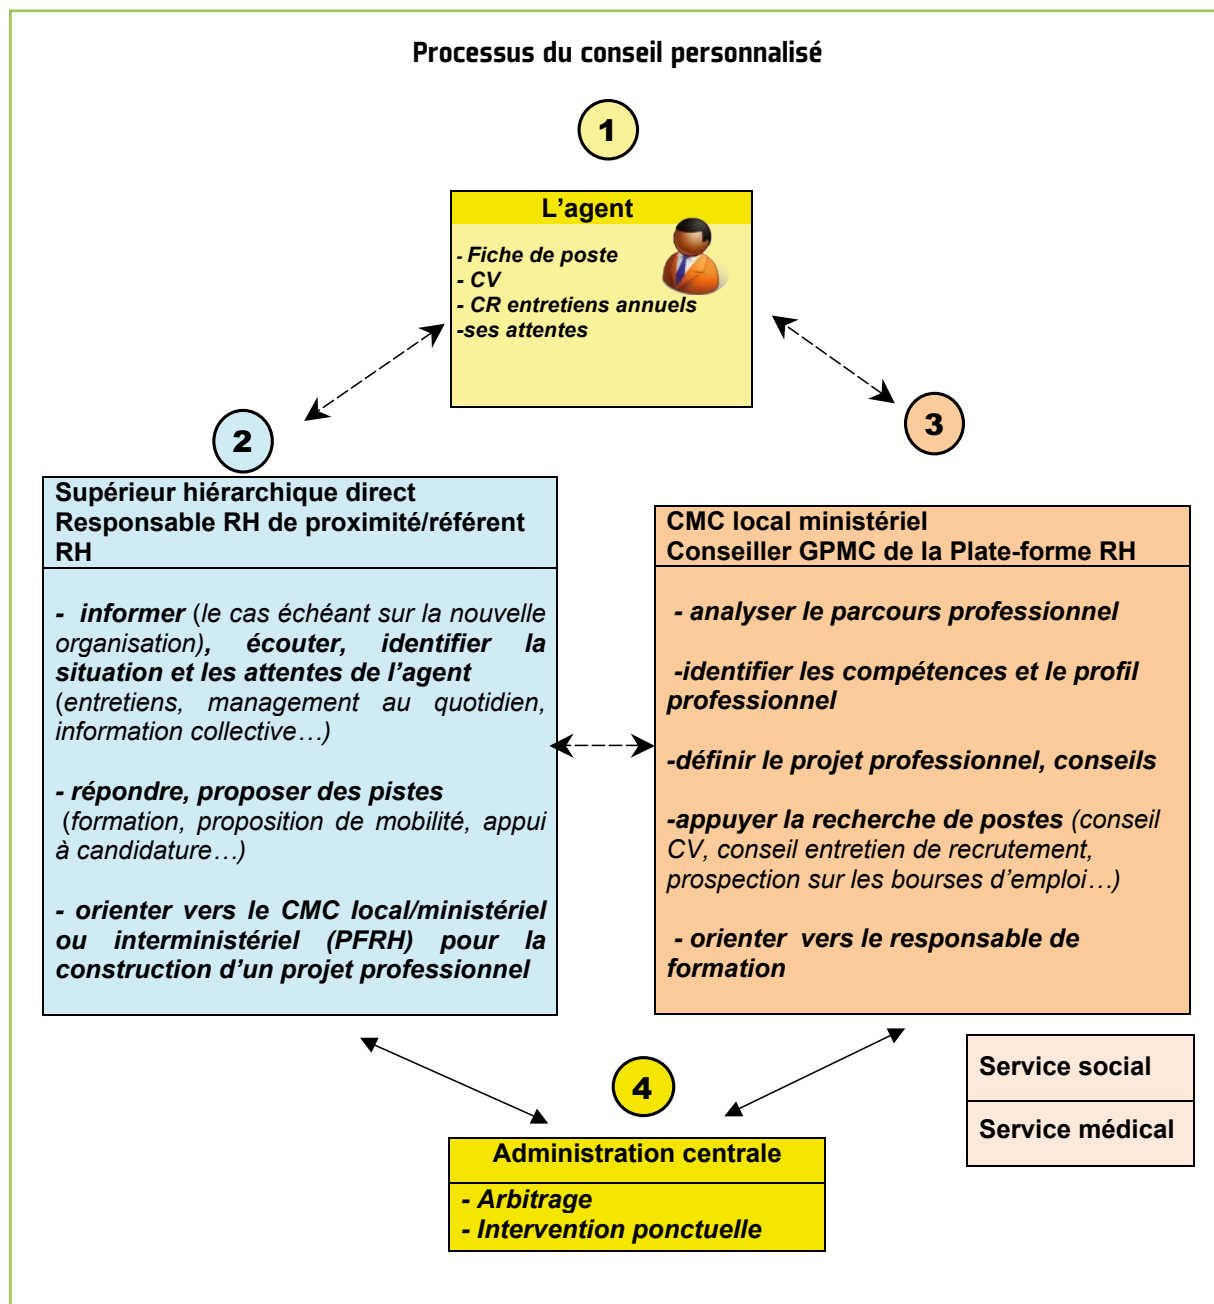 Processus du conseil personnalisé
1
L’agent
- Fiche de poste
- CV
- CR entretiens annuels
-ses attentes
2
Supérieur hiérarchique direct
Responsable RH de proximité/référent
RH
- informer (le cas échéant sur la nouvelle
organisation), écouter, identifier la
situation et les attentes de l’agent
(entretiens, management au quotidien,
information collective…)
- répondre, proposer des pistes
(formation, proposition de mobilité, appui
à candidature…)
- orienter vers le CMC local/ministériel
ou interministériel (PFRH) pour la
construction d’un projet professionnel
3
CMC local ministériel
Conseiller GPMC de la Plate-forme RH
- analyser le parcours professionnel
-identifier les compétences et le profil
professionnel
-définir le projet professionnel, conseils
-appuyer la recherche de postes (conseil
CV, conseil entretien de recrutement,
prospection sur les bourses d’emploi…)
- orienter vers le responsable de
formation
Service social
Service médical
4
Administration centrale
- Arbitrage
- Intervention ponctuelle